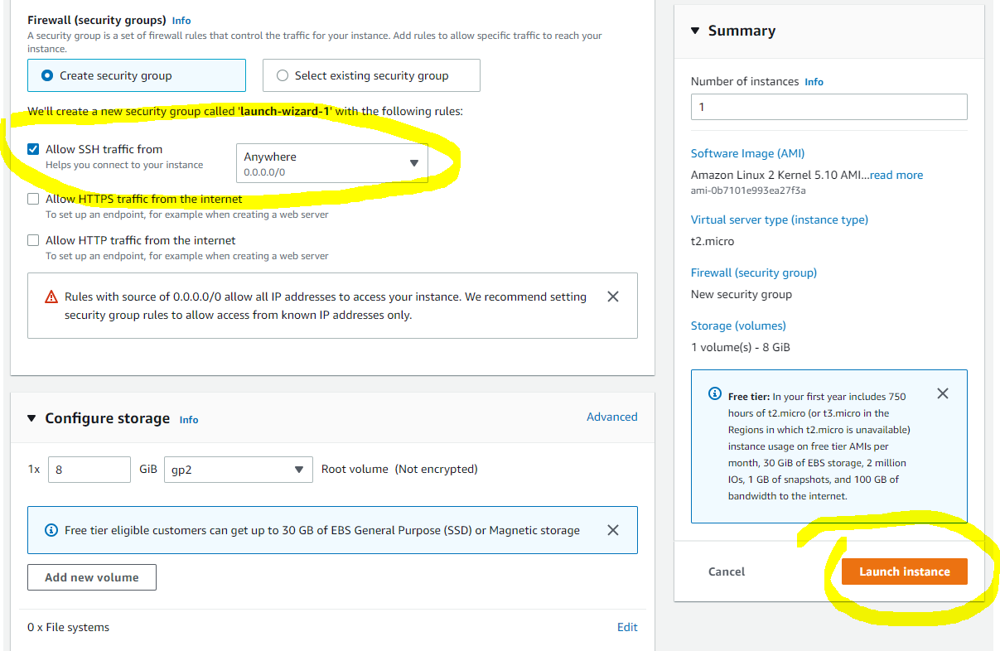 Firewall (security groups) Info
A security group is a set of firewall rules that control the traffic for your instance. Add rules to allow specific traffic to reach your
instance.
Create security group
Select existing security group
We'll create a new security group called 'launch-wizard-1' with the following rules:
Allow SSH traffic from
Helps you connect to your instance
Anywhere
0.0.0.0/0
Allow HTTPS traffic from the internet
To set up an endpoint, for example when creating a web server
Allow HTTP traffic from the internet
To set up an endpoint, for example when creating a web server
Rules with source of 0.0.0.0/0 allow all IP addresses to access your instance. We recommend setting
security group rules to allow access from known IP addresses only.
Configure storage Info
Advanced
1x 8 GiB gp2 Root volume (Not encrypted)
Free tier eligible customers can get up to 30 GB of EBS General Purpose (SSD) or Magnetic storage
Add new volume
0 x File systems
Edit
Summary
Number of instances Info
1
Software Image (AMI)
Amazon Linux 2 Kernel 5.10 AMI...read more
ami-0b7101e993ea27f3a
Virtual server type (instance type)
t2.micro
Firewall (security group)
New security group
Storage (volumes)
1 volume(s) - 8 GiB
Free tier: In your first year includes 750
hours of t2.micro (or t3.micro in the
Regions in which t2.micro is unavailable)
instance usage on free tier AMIs per
month, 30 GiB of EBS storage, 2 million
IOs, 1 GB of snapshots, and 100 GB of
bandwidth to the internet.
Cancel
Launch instance